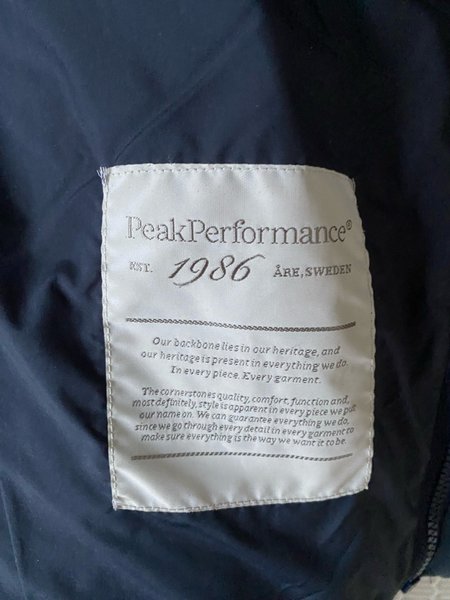 PeakPerformance®
EST. 1986 ÅRE, SWEDEN
Our backbone lies in our heritage, and
our heritage is present in everything we do.
In every piece. Every garment.
The cornerstones quality, comfort, function and,
most definitely, style is apparent in every piece we put
our name on. We can guarantee everything we do,
since we go through every detail in every garment to
make sure everything is the way we want it to be.